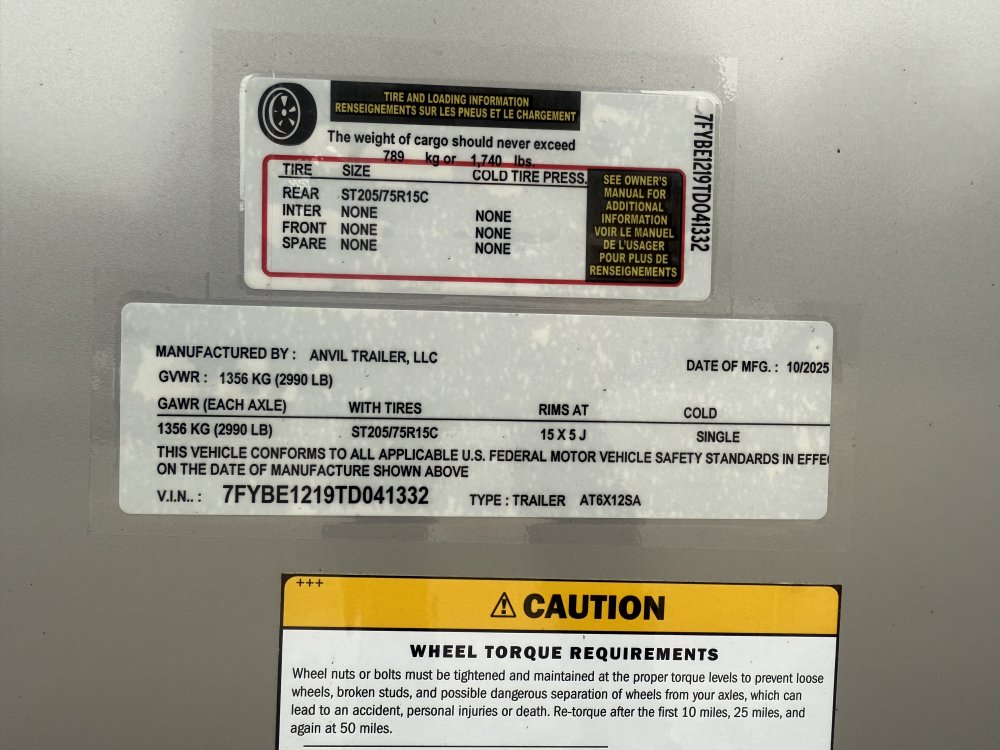 TIRE AND LOADING INFORMATION
RENSEIGNEMENTS SUR LES PNEUS ET LE CHARGEMENT
The weight of cargo should never exceed
789 kg or 1,740 lbs.
TIRE SIZE COLD TIRE PRESS.
REAR ST205/75R15C
INTER NONE NONE
FRONT NONE NONE
SPARE NONE NONE
SEE OWNER'S
MANUAL FOR
ADDITIONAL
INFORMATION
VOIR LE MANUEL
DE L'USAGER
POUR PLUS DE
RENSEIGNEMENTS
7FYBE1219TD041332
MANUFACTURED BY : ANVIL TRAILER, LLC
DATE OF MFG. : 10/2025
GVWR : 1356 KG (2990 LB)
GAWR (EACH AXLE) WITH TIRES RIMS AT COLD
1356 KG (2990 LB) ST205/75R15C 15 X 5 J SINGLE
THIS VEHICLE CONFORMS TO ALL APPLICABLE U.S. FEDERAL MOTOR VEHICLE SAFETY STANDARDS IN EFFE
ON THE DATE OF MANUFACTURE SHOWN ABOVE
V.I.N.. : 7FYBE1219TD041332 TYPE : TRAILER AT6X12SA
+++
CAUTION
WHEEL TORQUE REQUIREMENTS
Wheel nuts or bolts must be tightened and maintained at the proper torque levels to prevent loose
wheels, broken studs, and possible dangerous separation of wheels from your axles, which can
lead to an accident, personal injuries or death. Re-torque after the first 10 miles, 25 miles, and
again at 50 miles.